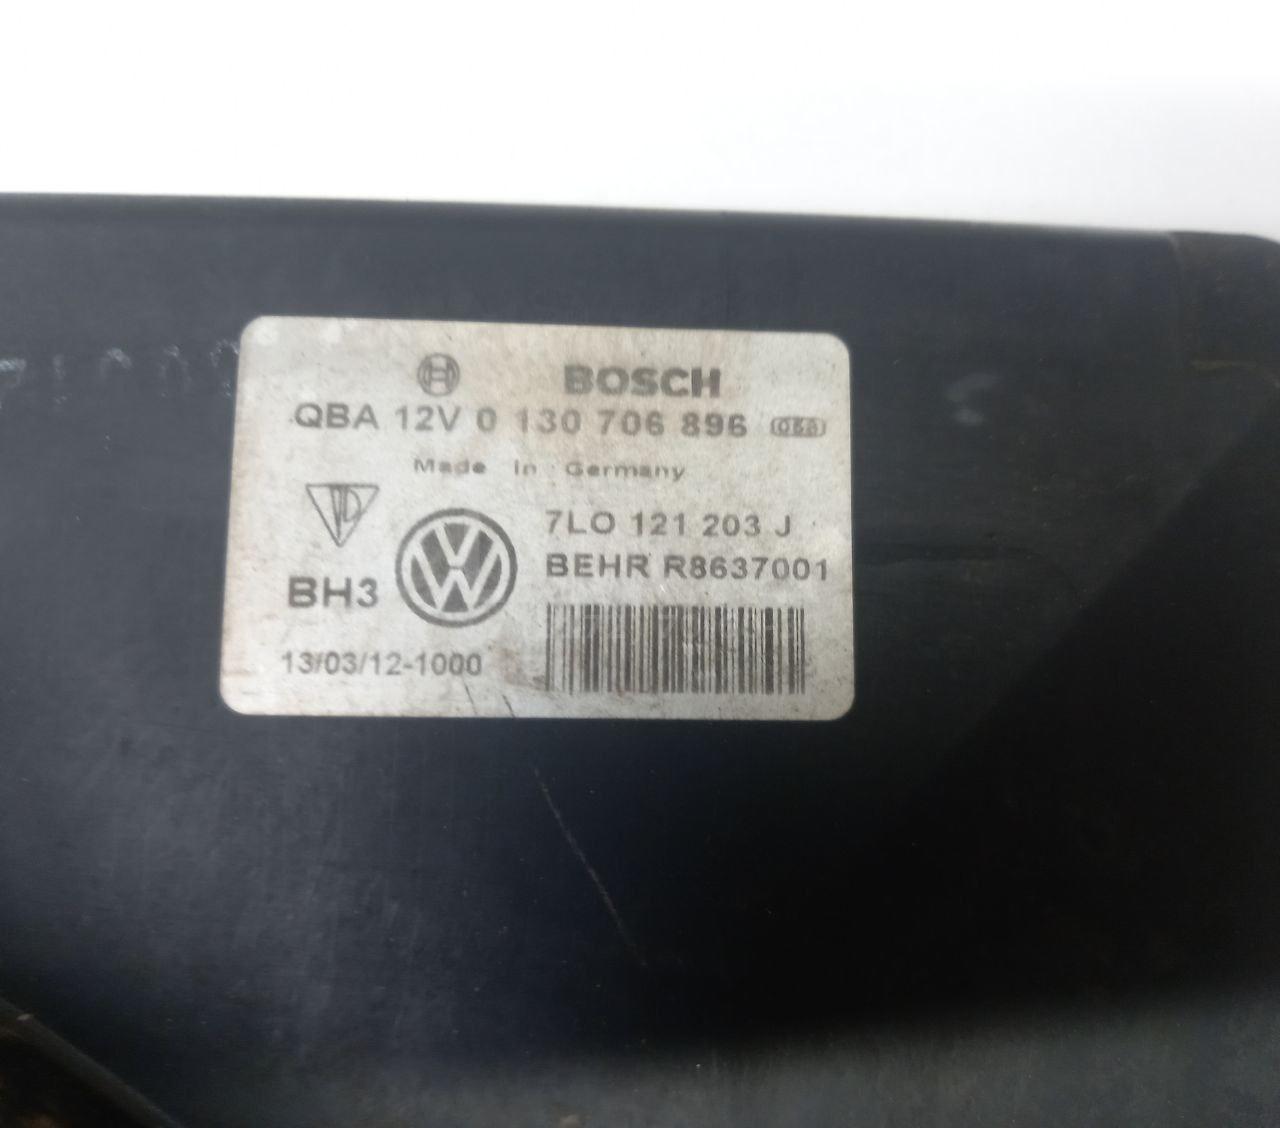 BOSCH
QBA 12V 0 130 706 896
Made in Germany
7LO 121 203 J
BEHR R8637001
BH3
13/03/12-1000